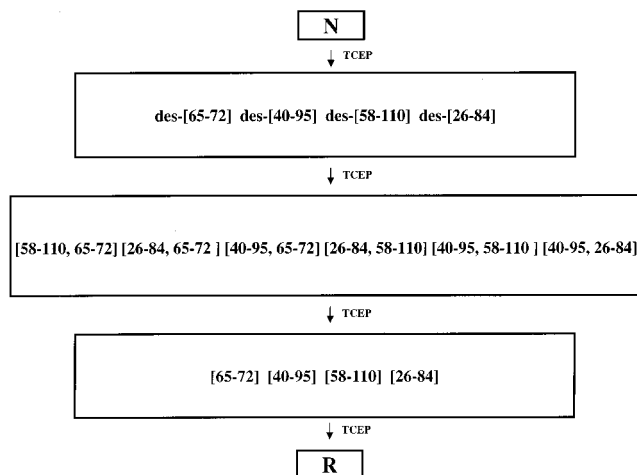 N
TCEP
des-[65-72] des-[40-95] des-[58-110] des-[26-84]
TCEP
[58-110, 65-72] [26-84, 65-72 ] [40-95, 65-72] [26-84, 58-110] [40-95, 58-110 ] [40-95, 26-84]
TCEP
[65-72] [40-95] [58-110] [26-84]
TCEP
R